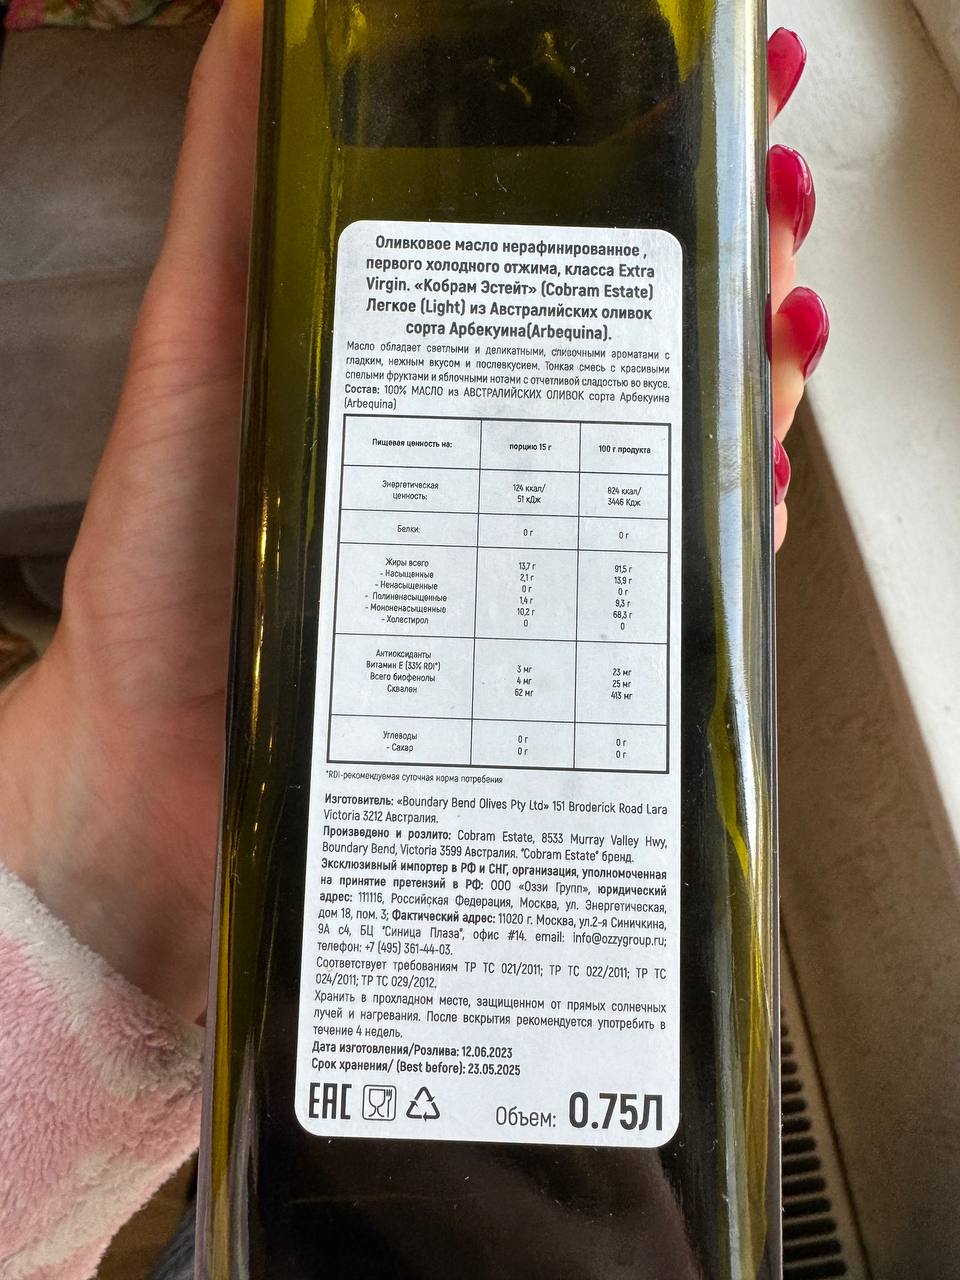 Оливковое масло нерафинированное ,
первого холодного отжима, класса Extra
Virgin. «Кобрам Эстейт» (Cobram Estate)
Легкое (Light) из Австралийских оливок
сорта Арбекуина(Arbequina).
Масло обладает светлыми и деликатными, сливочными ароматами с
гладким, нежным вкусом и послевкусием. Тонкая смесь с красивыми
спелыми фруктами и яблочными нотами с отчетливой сладостью во вкусе.
Состав: 100% МАСЛО из АВСТРАЛИЙСКИХ ОЛИВОК сорта Арбекуина
(Arbequina)
Пищевая ценность на: порцию 15 г 100 г продукта
Энергетическая 124 ккал/ 824 ккал/
ценность: 51 кДж 3446 Кдж
Белки: 0 г 0 г
Жиры всего 13,7 г 91,5 г
- Насыщенные 2,1 г 13,9 г
- Ненасыщенные 0 г 0 г
- Полиненасыщенные 1,4 г 9,3 г
- Мононенасыщенные 10,2 г 68,3 г
- Холестирол 0 0
Антиоксиданты
Витамин Е (33% RDI*) 3 мг 23 мг
Всего биофенолы 4 мг 25 мг
Сквален 62 мг 413 мг
Углеводы 0 г 0 г
- Сахар 0 г 0 г
*RDI-рекомендуемая суточная норма потребения
Изготовитель: «Boundary Bend Olives Pty Ltd» 151 Broderick Road Lara
Victoria 3212 Австралия.
Произведено и розлито: Cobram Estate, 8533 Murray Valley Hwy,
Boundary Bend, Victoria 3599 Австралия. "Cobram Estate" бренд.
Эксклюзивный импортер в РФ и СНГ, организация, уполномоченная
на принятие претензий в РФ: ООО «Оззи Групп», юридический
адрес: 111116, Российская Федерация, Москва, ул. Энергетическая,
дом 18, пом. 3; Фактический адрес: 11020 г. Москва, ул.2-я Синичкина,
9А с4, БЦ "Синица Плаза", офис #14. email: info@ozzygroup.ru;
телефон: +7 (495) 361-44-03.
Соответствует требованиям ТР ТС 021/2011; ТР ТС 022/2011; ТР ТС
024/2011; ТР ТС 029/2012.
Хранить в прохладном месте, защищенном от прямых солнечных
лучей и нагревания. После вскрытия рекомендуется употребить в
течение 4 недель.
Дата изготовления/Розлива: 12.06.2023
Срок хранения/ (Best before): 23.05.2025
EAC
Объем: 0.75Л